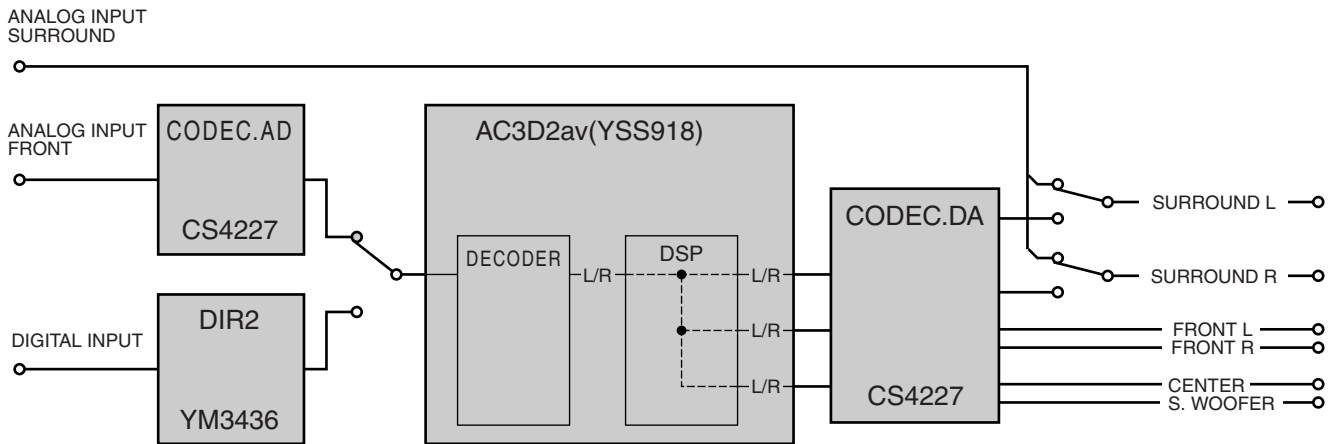 ANALOG INPUT
SURROUND
ANALOG INPUT
FRONT
CODEC.AD
CS4227
DIGITAL INPUT
DIR2
YM3436
AC3D2av(YSS918)
DECODER
L/R
DSP
L/R
L/R
L/R
CODEC.DA
CS4227
SURROUND L
SURROUND R
FRONT L
FRONT R
CENTER
S. WOOFER